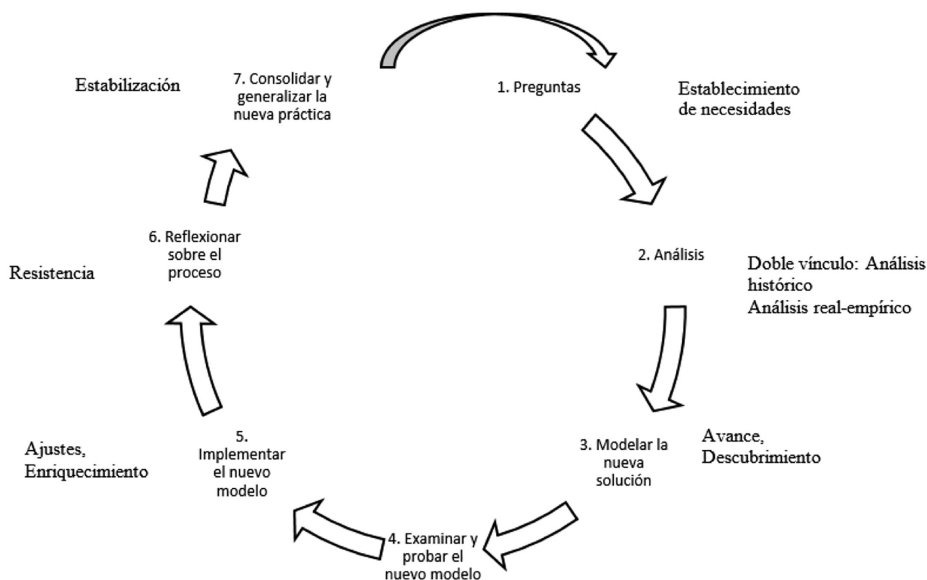 1. Preguntas
Establecimiento
de necesidades
2. Análisis
Doble vínculo: Análisis
histórico
Análisis real-empírico
3. Modelar la
nueva
solución
Avance,
Descubrimiento
4. Examinar y
probar el
nuevo modelo
5.
Implementar
el nuevo
modelo
Ajustes,
Enriquecimiento
6. Reflexionar
sobre el
proceso
Resistencia
7. Consolidar y
generalizar la
nueva práctica
Estabilización